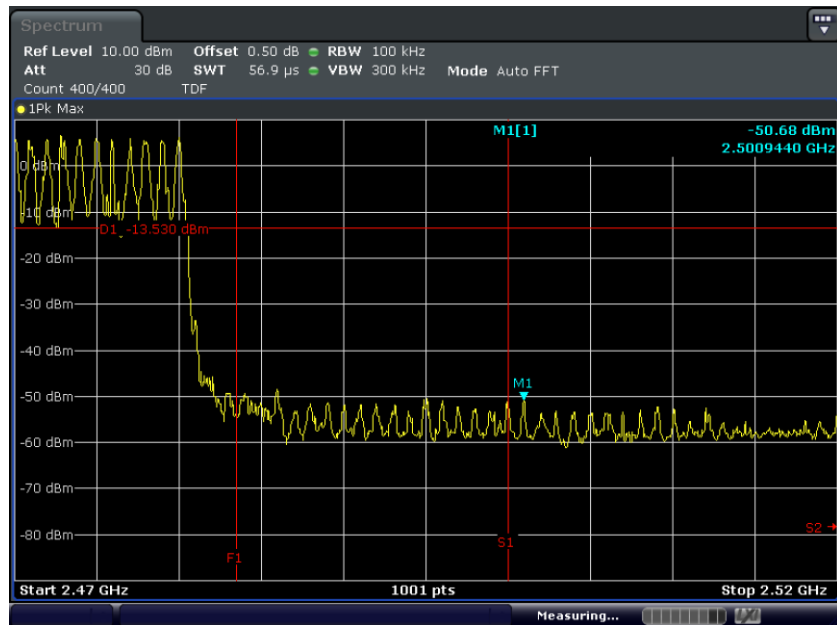 Spectrum
Ref Level 10.00 dBm Offset 0.50 dB RBW 100 kHz
Att 30 dB SWT 56.9 µs VBW 300 kHz Mode Auto FFT
Count 400/400 TDF
1Pk Max
M1[1] -50.68 dBm
2.5009440 GHz
0 dBm
-10 dBm
D1 -13.530 dBm
-20 dBm
-30 dBm
-40 dBm
M1
-50 dBm
-60 dBm
-70 dBm
S2
-80 dBm
S1
F1
Start 2.47 GHz 1001 pts Stop 2.52 GHz
Measuring...